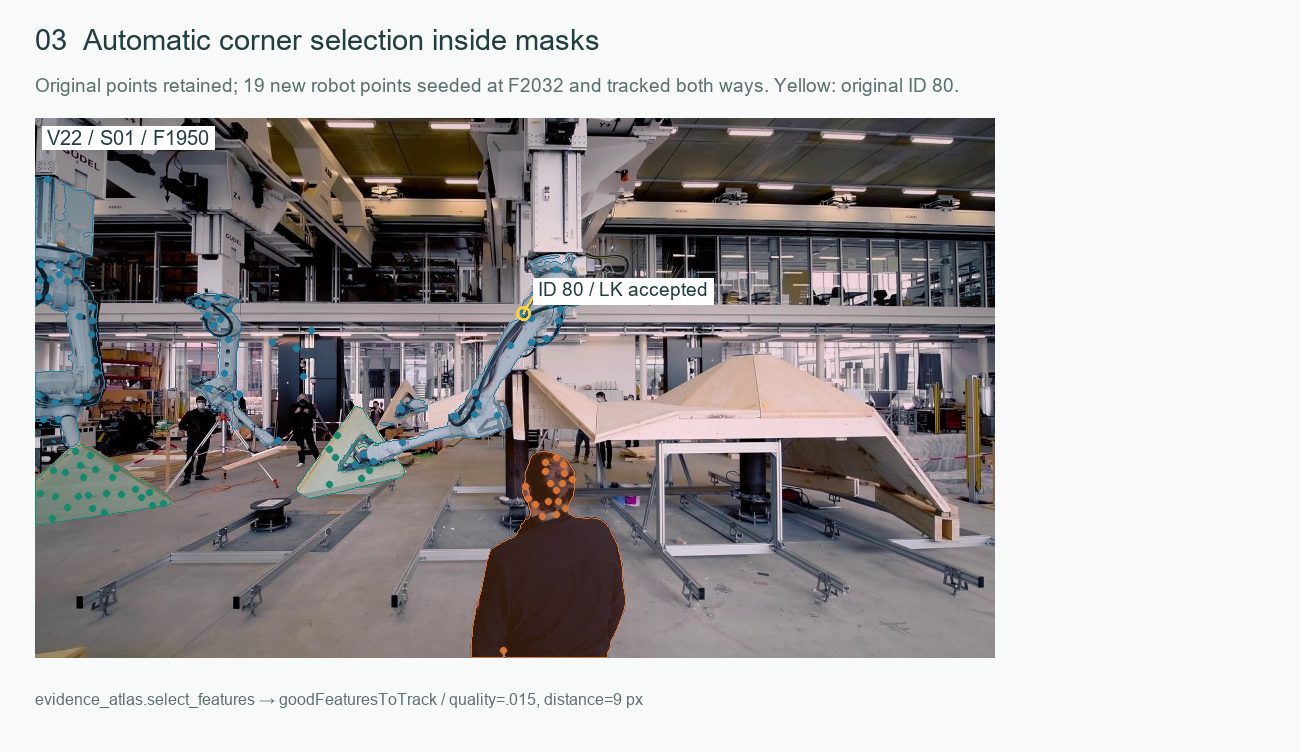 03 Automatic corner selection inside masks
Original points retained; 19 new robot points seeded at F2032 and tracked both ways. Yellow: original ID 80.
V22 / S01 / F1950
GÜDEL
GÜDEL
ID 80 / LK accepted
evidence_atlas.select_features → goodFeaturesToTrack / quality=.015, distance=9 px